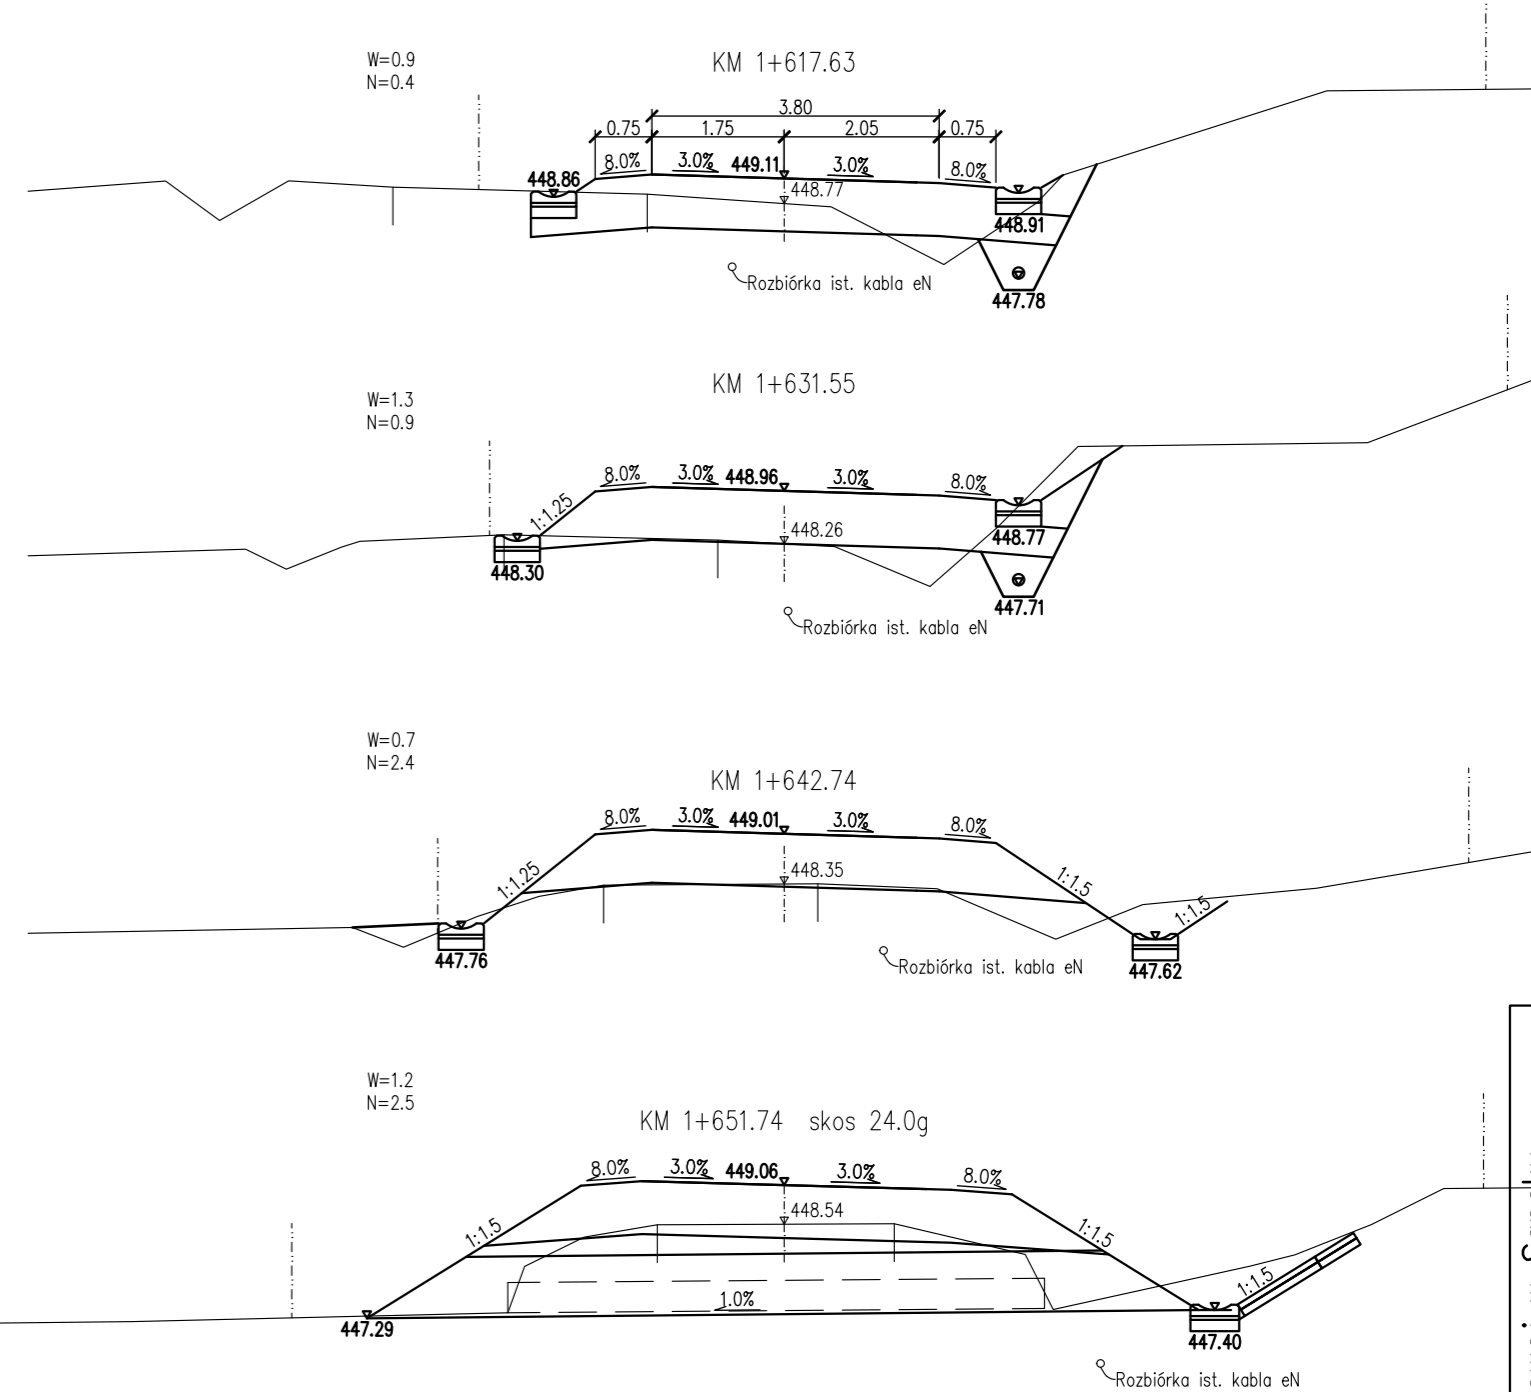 W=0.9
N=0.4
KM 1+617.63
3.80
0.75 1.75 2.05 0.75
8.0% 3.0% 449.11 3.0% 8.0%
448.86
448.77
448.91
Rozbiórka ist. kabla eN
447.78
W=1.3
N=0.9
KM 1+631.55
8.0% 3.0% 448.96 3.0% 8.0%
1:1.25
448.26
448.77
448.30
447.71
Rozbiórka ist. kabla eN
W=0.7
N=2.4
KM 1+642.74
8.0% 3.0% 449.01 3.0% 8.0%
1:1.25
448.35
1:1.5
1:1.5
447.76
447.62
Rozbiórka ist. kabla eN
W=1.2
N=2.5
KM 1+651.74 skos 24.0g
8.0% 3.0% 449.06 3.0% 8.0%
1:1.5
448.54
1:1.5
1:1.5
1.0%
447.29
447.40
Rozbiórka ist. kabla eN